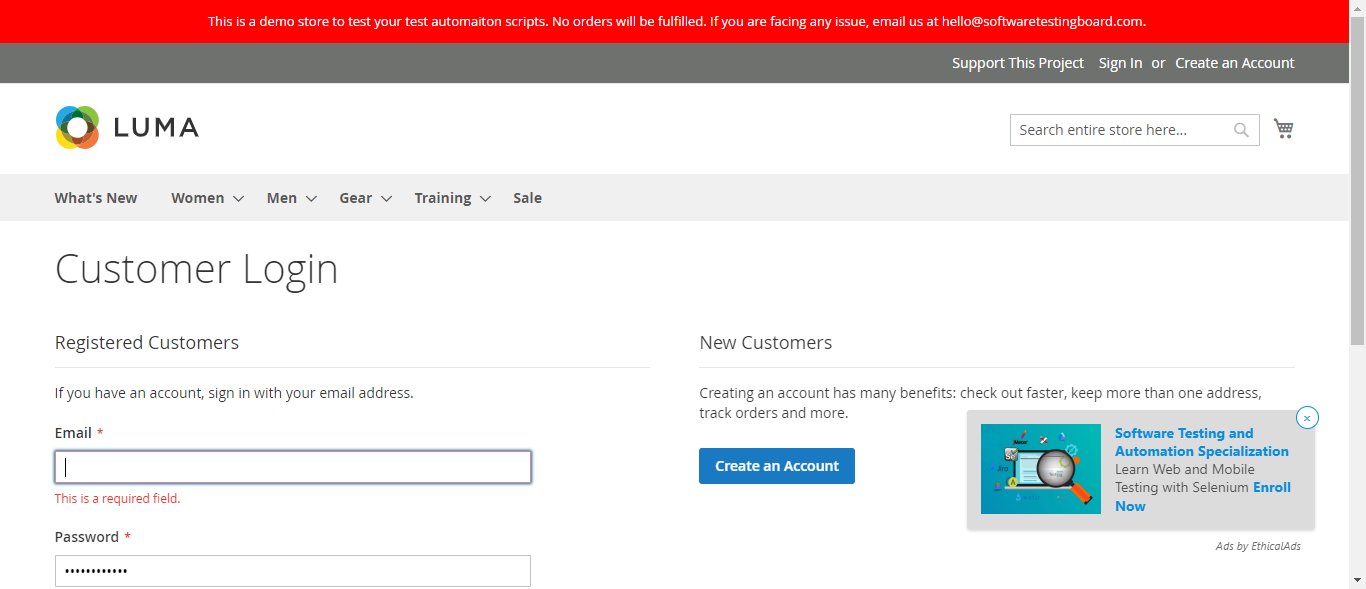 This is a demo store to test your test automaiton scripts. No orders will be fulfilled. If you are facing any issue, email us at hello@softwaretestingboard.com.
Support This Project Sign In or Create an Account
LUMA
Search entire store here...
What's New Women Men Gear Training Sale
Customer Login
Registered Customers
If you have an account, sign in with your email address.
Email *
This is a required field.
Password *
••••••••••••
New Customers
Creating an account has many benefits: check out faster, keep more than one address,
track orders and more.
Create an Account
Software Testing and
Automation Specialization
Learn Web and Mobile
Testing with Selenium Enroll
Now
Ads by EthicalAds